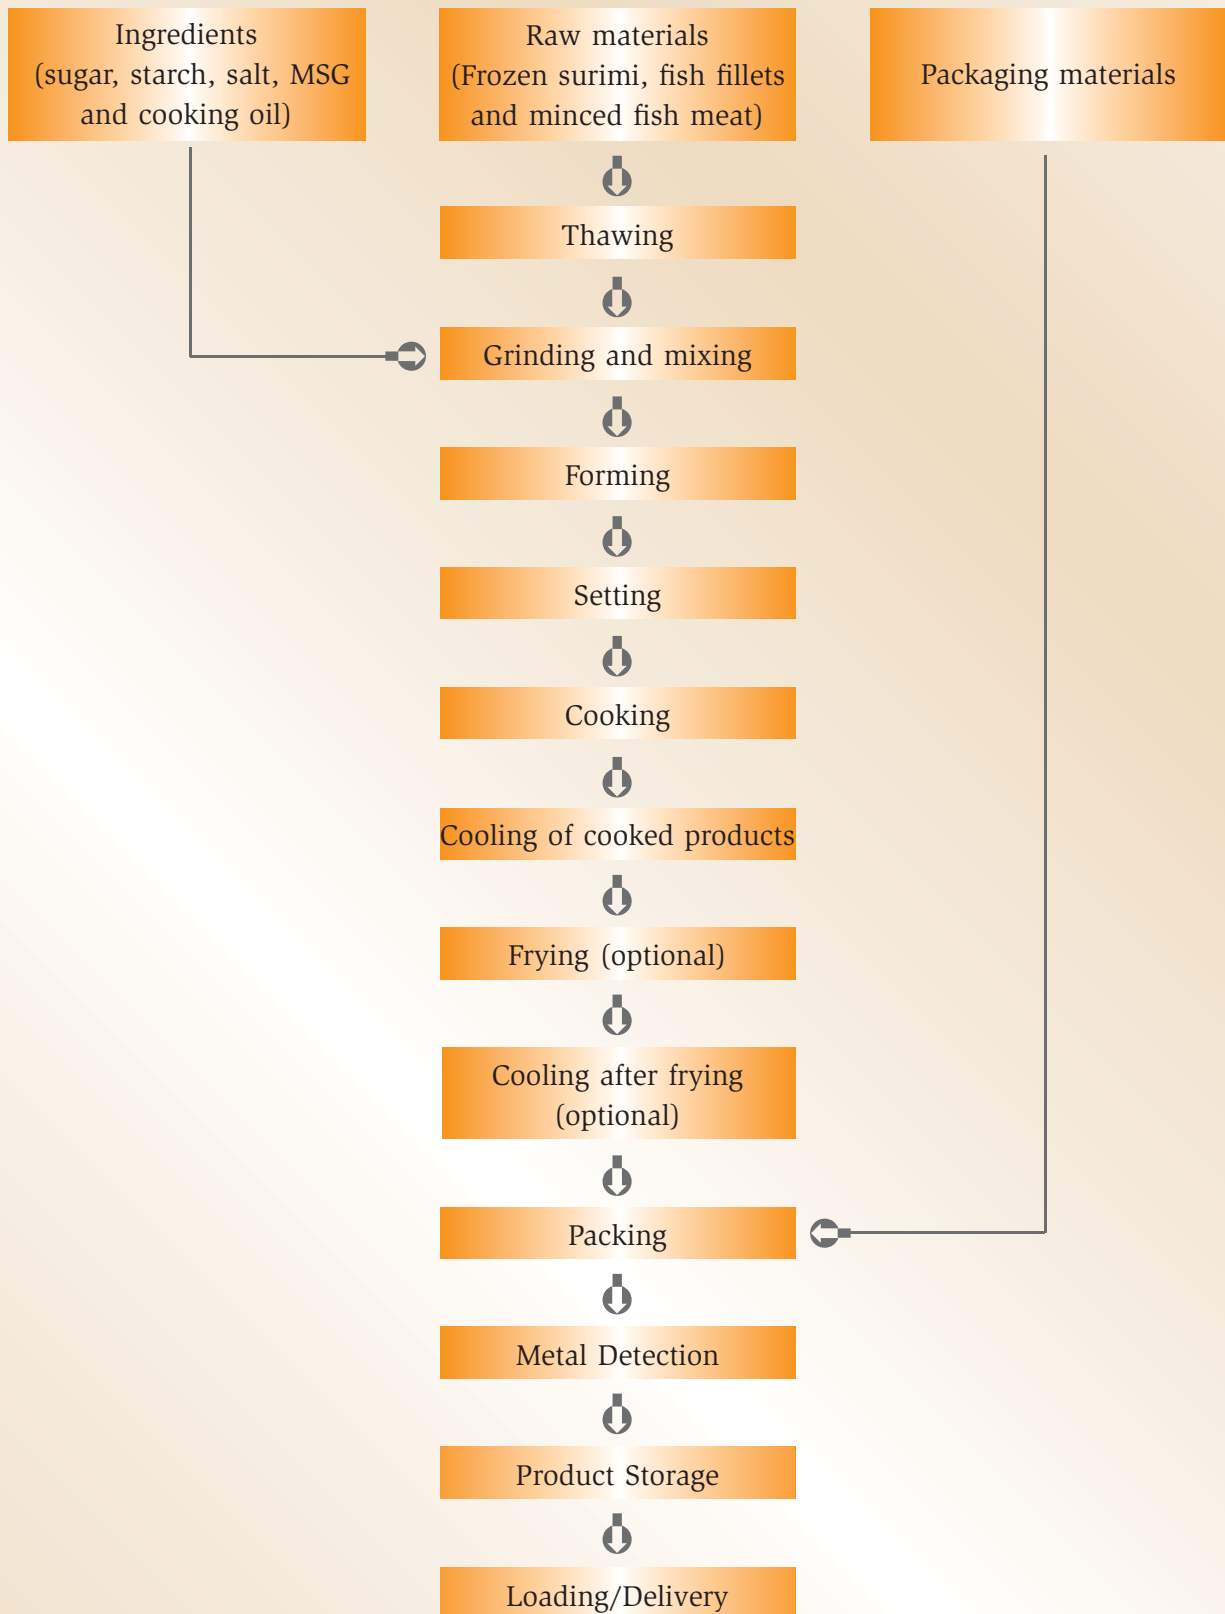 Ingredients
(sugar, starch, salt, MSG
and cooking oil)
Raw materials
(Frozen surimi, fish fillets
and minced fish meat)
Packaging materials
Thawing
Grinding and mixing
Forming
Setting
Cooking
Cooling of cooked products
Frying (optional)
Cooling after frying
(optional)
Packing
Metal Detection
Product Storage
Loading/Delivery